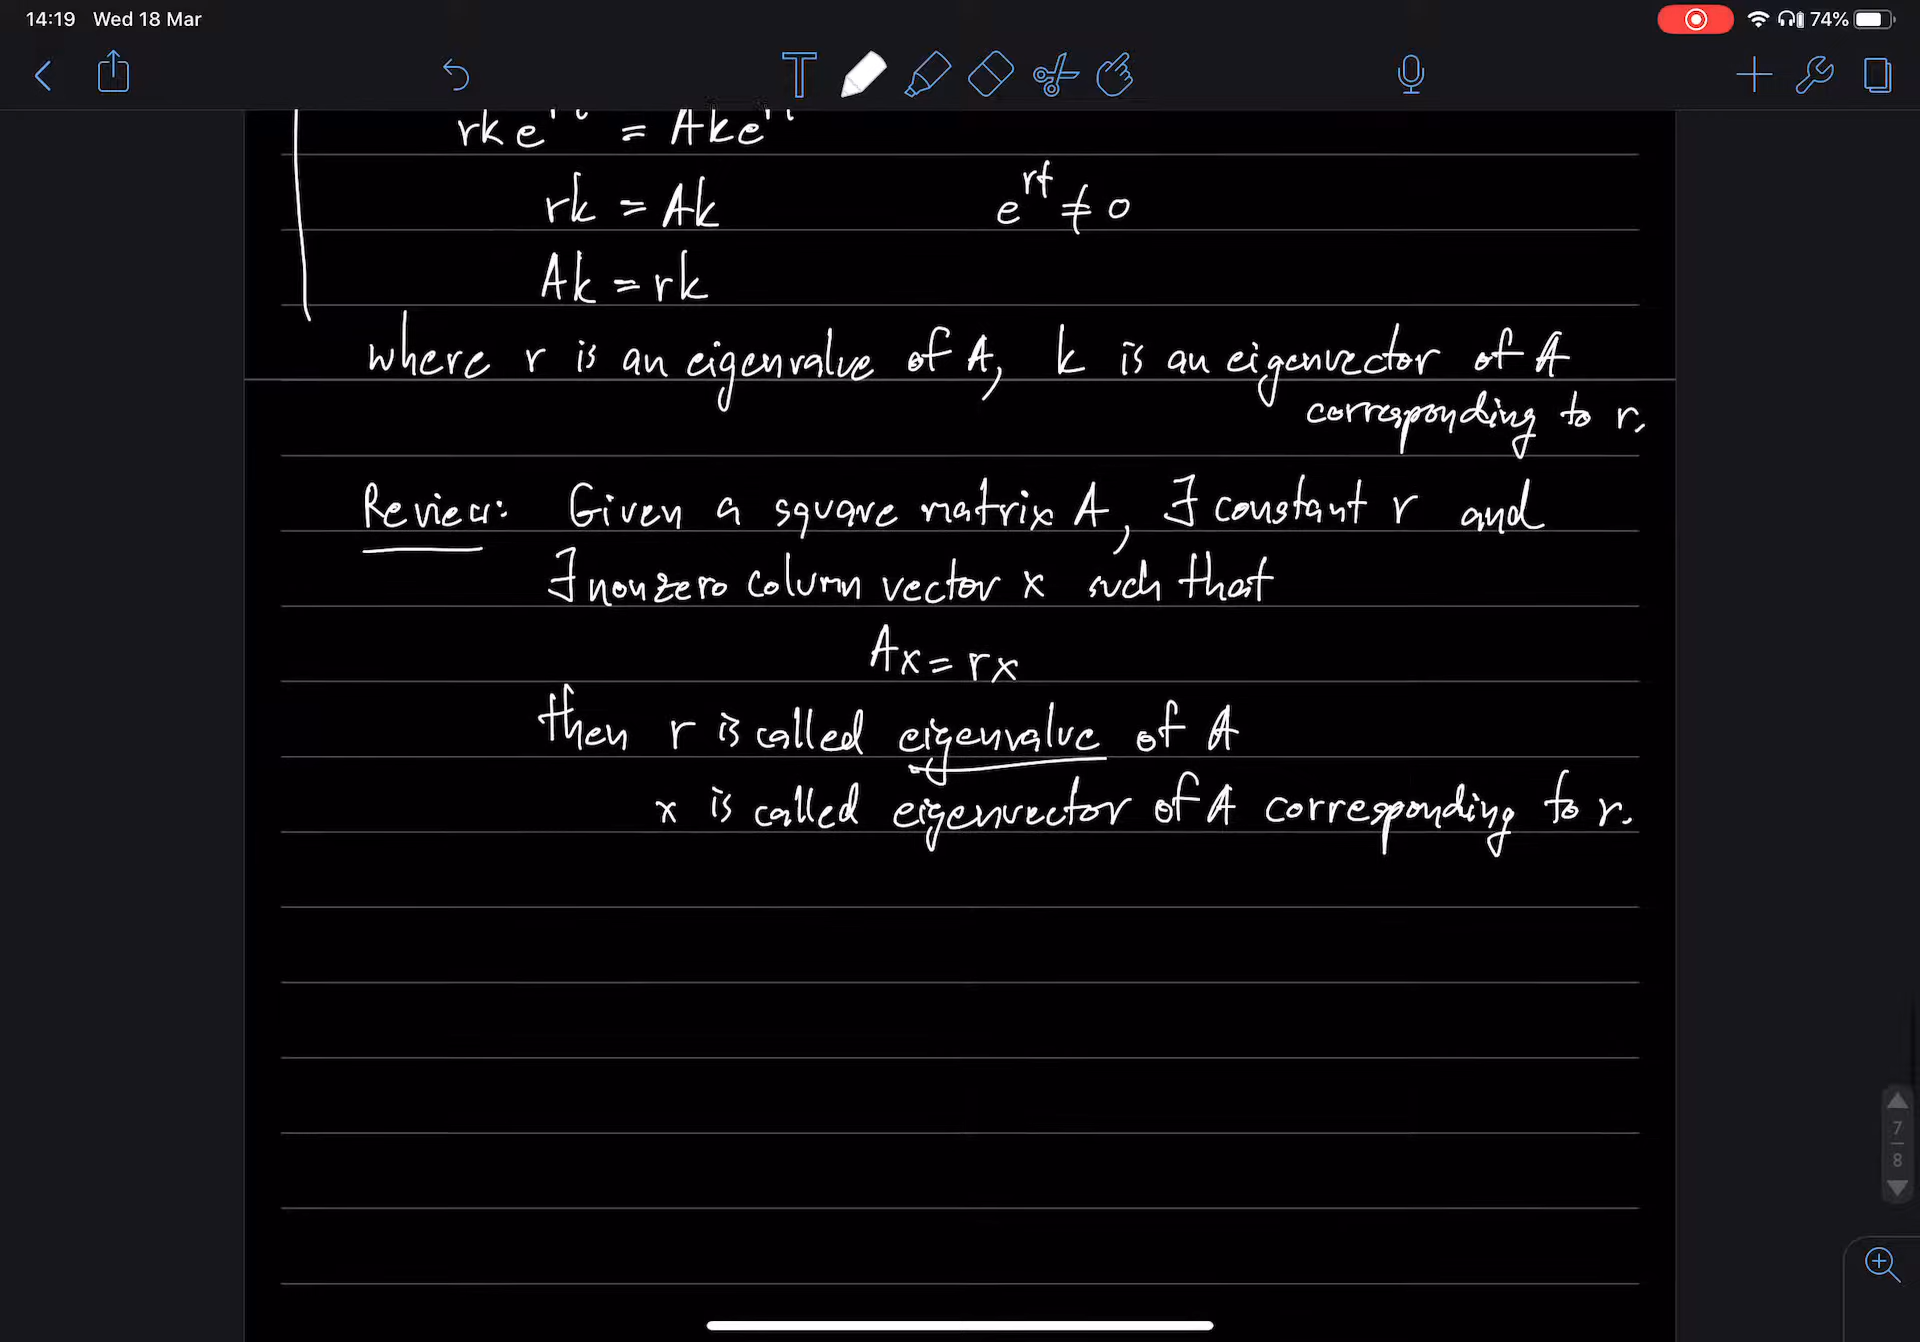 14:19 Wed 18 Mar
74%
rk e = Ak e
rk = Ak e^{rt} ≠ 0
Ak = rk
where r is an eigenvalue of A, k is an eigenvector of A
corresponding to r.
Review: Given a square matrix A, ∃ constant r and
∃ nonzero column vector x such that
Ax = rx
then r is called eigenvalue of A
x is called eigenvector of A corresponding to r.
7
8